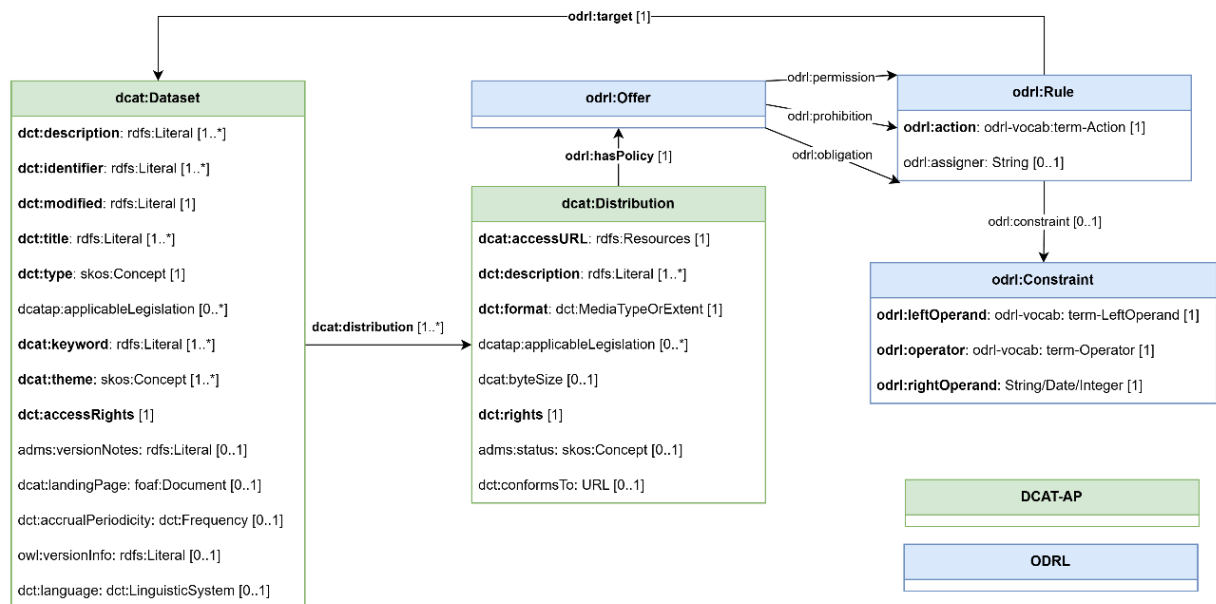 odrl:target [1]
dcat:Dataset
dct:description: rdfs:Literal [1..*]
dct:identifier: rdfs:Literal [1..*]
dct:modified: rdfs:Literal [1]
dct:title: rdfs:Literal [1..*]
dct:type: skos:Concept [1]
dcatap:applicableLegislation [0..*]
dcat:keyword: rdfs:Literal [1..*]
dcat:theme: skos:Concept [1..*]
dct:accessRights [1]
adms:versionNotes: rdfs:Literal [0..1]
dcat:landingPage: foaf:Document [0..1]
dct:accrualPeriodicity: dct:Frequency [0..1]
owl:versionInfo: rdfs:Literal [0..1]
dct:language: dct:LinguisticSystem [0..1]
dcat:distribution [1..*]
odrl:Offer
odrl:hasPolicy [1]
dcat:Distribution
dcat:accessURL: rdfs:Resources [1]
dct:description: rdfs:Literal [1..*]
dct:format: dct:MediaTypeOrExtent [1]
dcatap:applicableLegislation [0..*]
dcat:byteSize [0..1]
dct:rights [1]
adms:status: skos:Concept [0..1]
dct:conformsTo: URL [0..1]
odrl:permission
odrl:prohibition
odrl:obligation
odrl:Rule
odrl:action: odrl-vocab:term-Action [1]
odrl:assigner: String [0..1]
odrl:constraint [0..1]
odrl:Constraint
odrl:leftOperand: odrl-vocab: term-LeftOperand [1]
odrl:operator: odrl-vocab: term-Operator [1]
odrl:rightOperand: String/Date/Integer [1]
DCAT-AP
ODRL